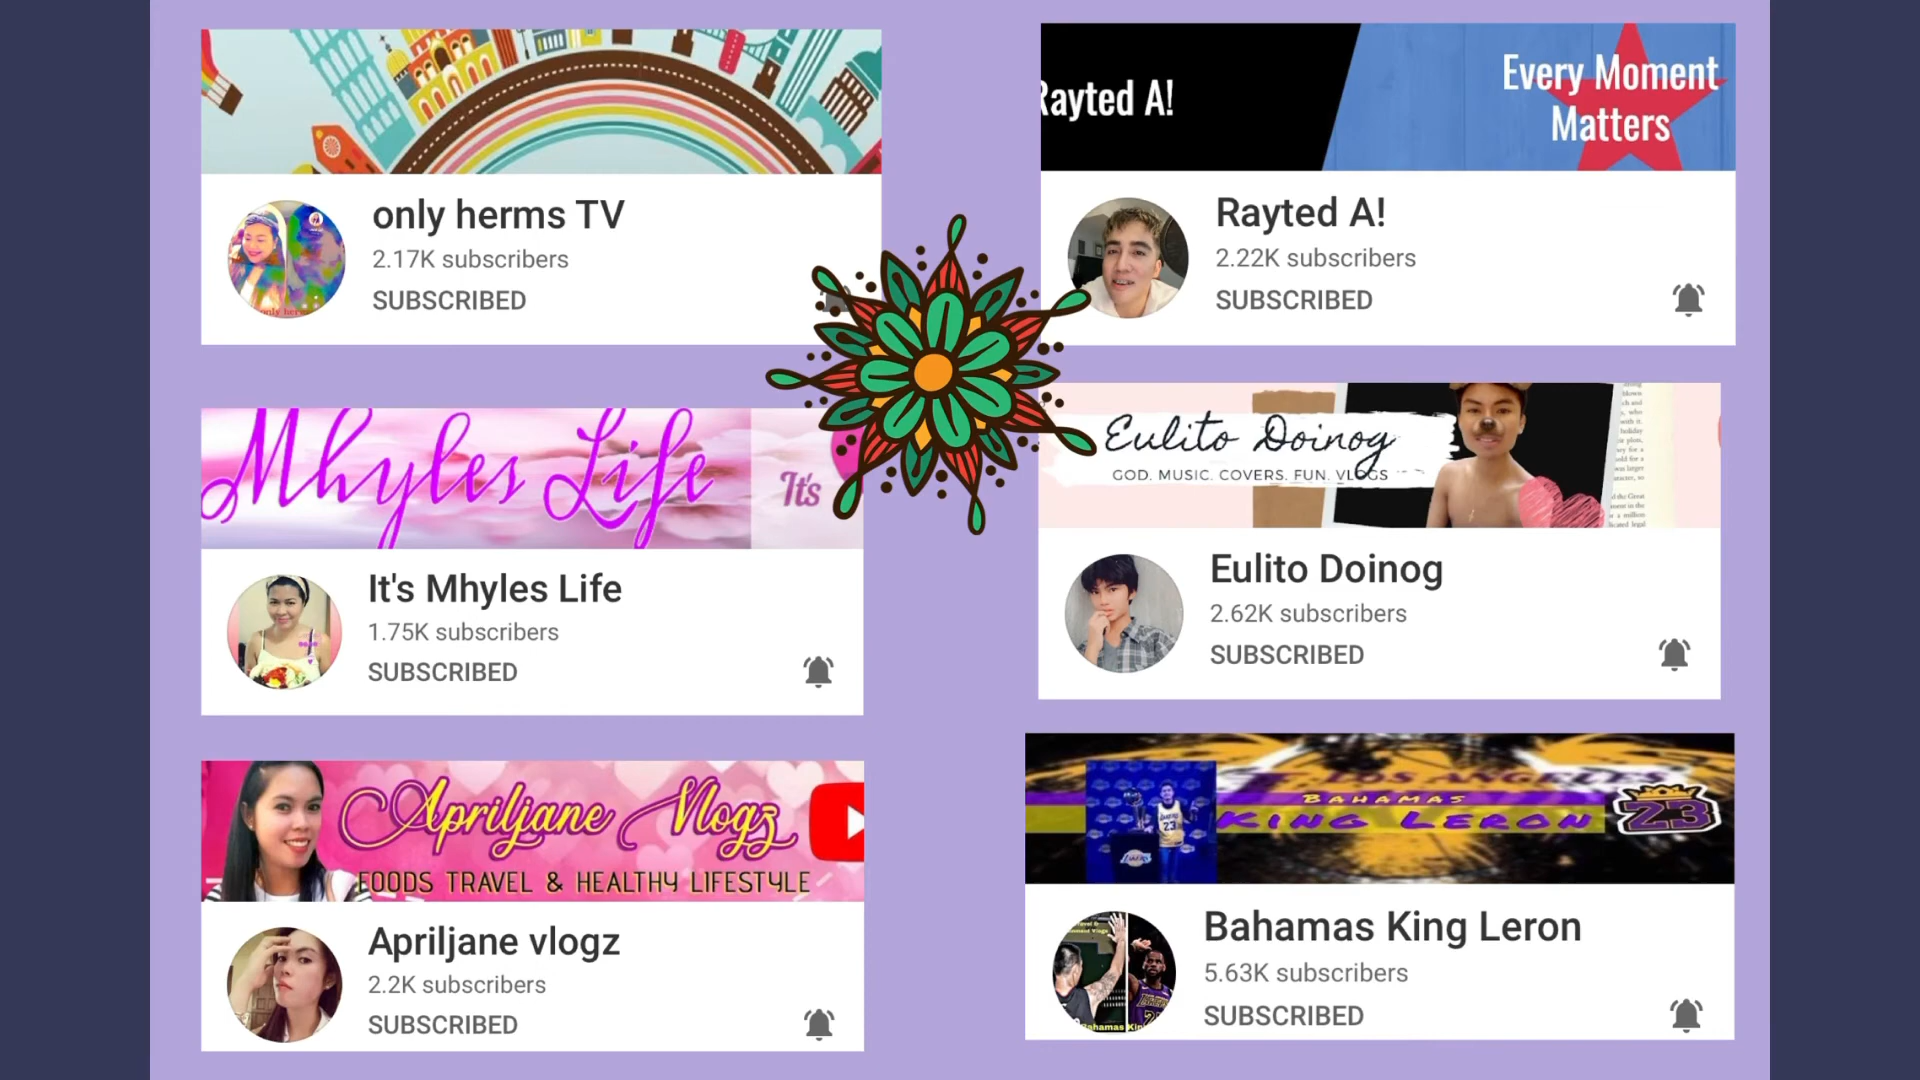 only herms TV
2.17K subscribers
SUBSCRIBED
Mhyles Life
It's
It's Mhyles Life
1.75K subscribers
SUBSCRIBED
Apriljane Vlogz
FOODS TRAVEL & HEALTHY LIFESTYLE
Apriljane vlogz
2.2K subscribers
SUBSCRIBED
Rayted A!
Every Moment
Matters
Rayted A!
2.22K subscribers
SUBSCRIBED
Eulito Doinog
GOD. MUSIC. COVERS. FUN. VLOGS
Eulito Doinog
2.62K subscribers
SUBSCRIBED
LOS ANGELES
BAHAMAS
KING LERON
23
Bahamas King Leron
5.63K subscribers
SUBSCRIBED